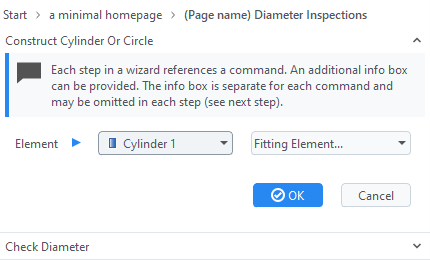 Start > a minimal homepage > (Page name) Diameter Inspections
Construct Cylinder Or Circle
Each step in a wizard references a command. An additional info box
can be provided. The info box is separate for each command and
may be omitted in each step (see next step).
Element Cylinder 1 Fitting Element...
OK Cancel
Check Diameter